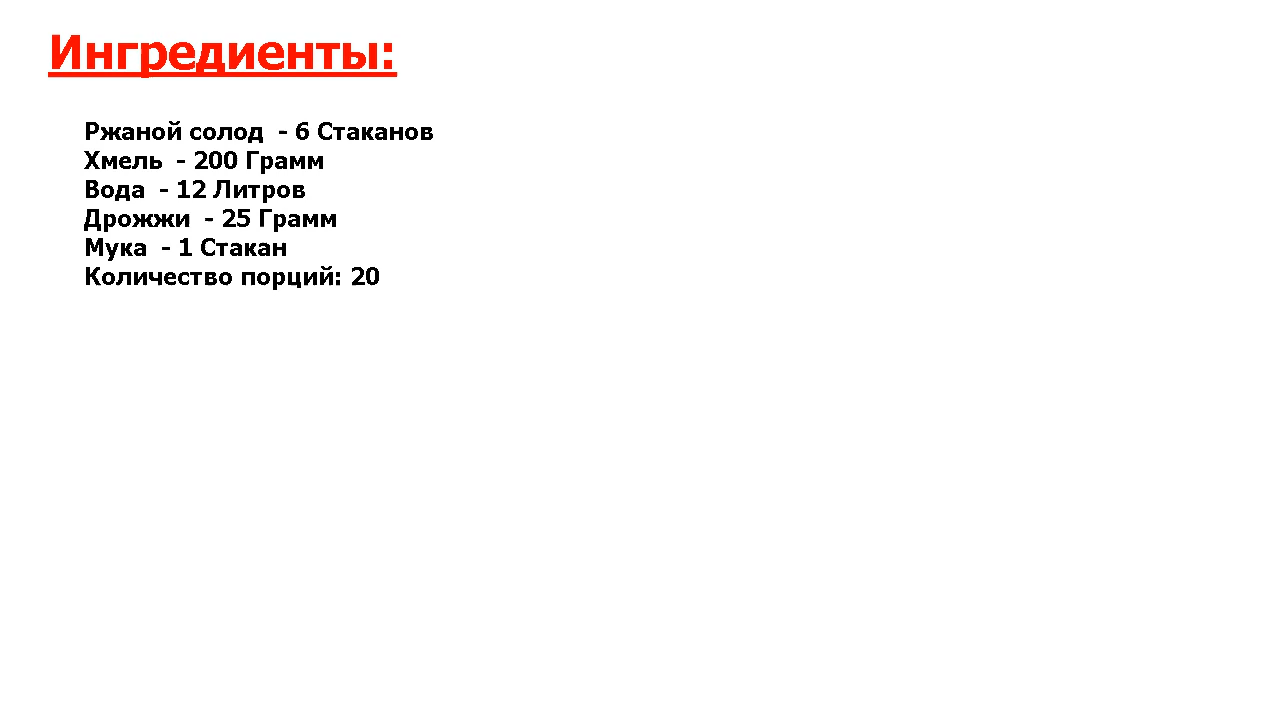 Ингредиенты:
Ржаной солод  - 6 Стаканов
Хмель  - 200 Грамм
Вода  - 12 Литров
Дрожжи  - 25 Грамм
Мука  - 1 Стакан
Количество порций: 20